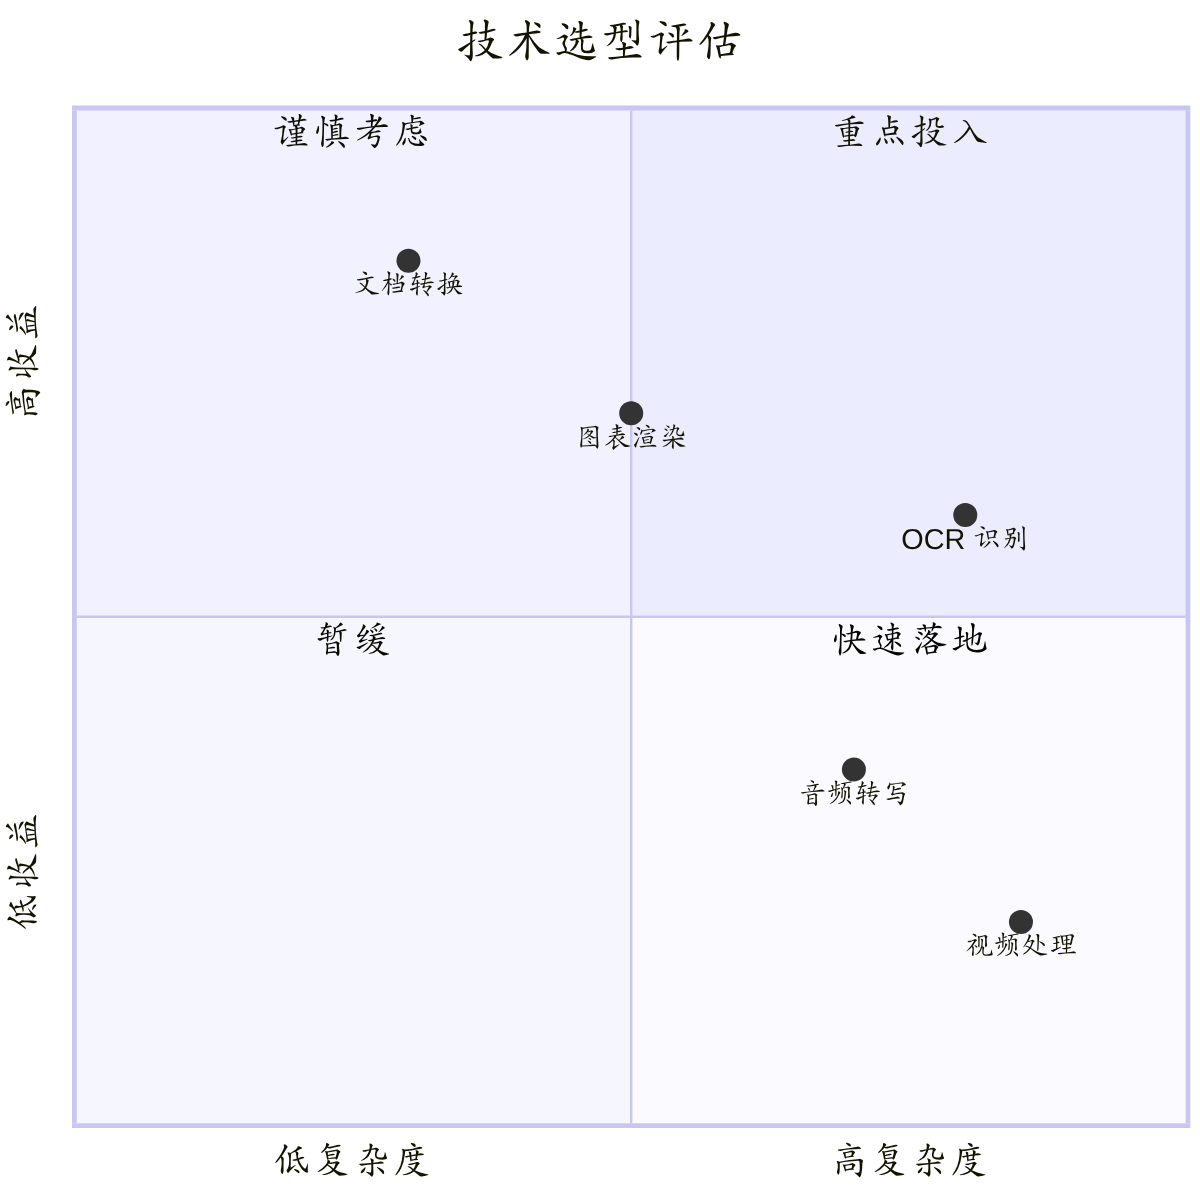 技术选型评估
谨慎考虑
重点投入
文档转换
高收益
图表渲染
OCR 识别
暂缓
快速落地
音频转写
低收益
视频处理
低复杂度
高复杂度